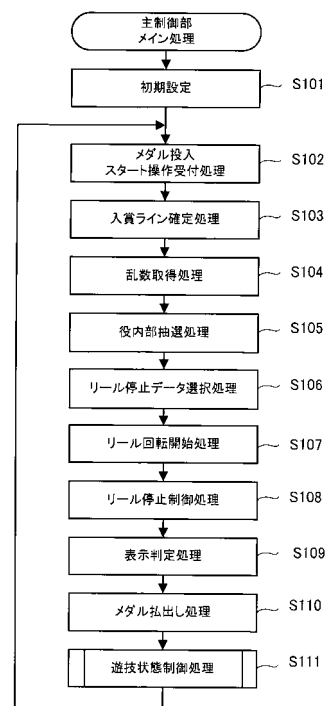 主制御部
メイン処理
初期設定
S101
メダル投入
スタート操作受付処理
S102
入賞ライン確定処理
S103
乱数取得処理
S104
役内部抽選処理
S105
リール停止データ選択処理
S106
リール回転開始処理
S107
リール停止制御処理
S108
表示判定処理
S109
メダル払出し処理
S110
遊技状態制御処理
S111